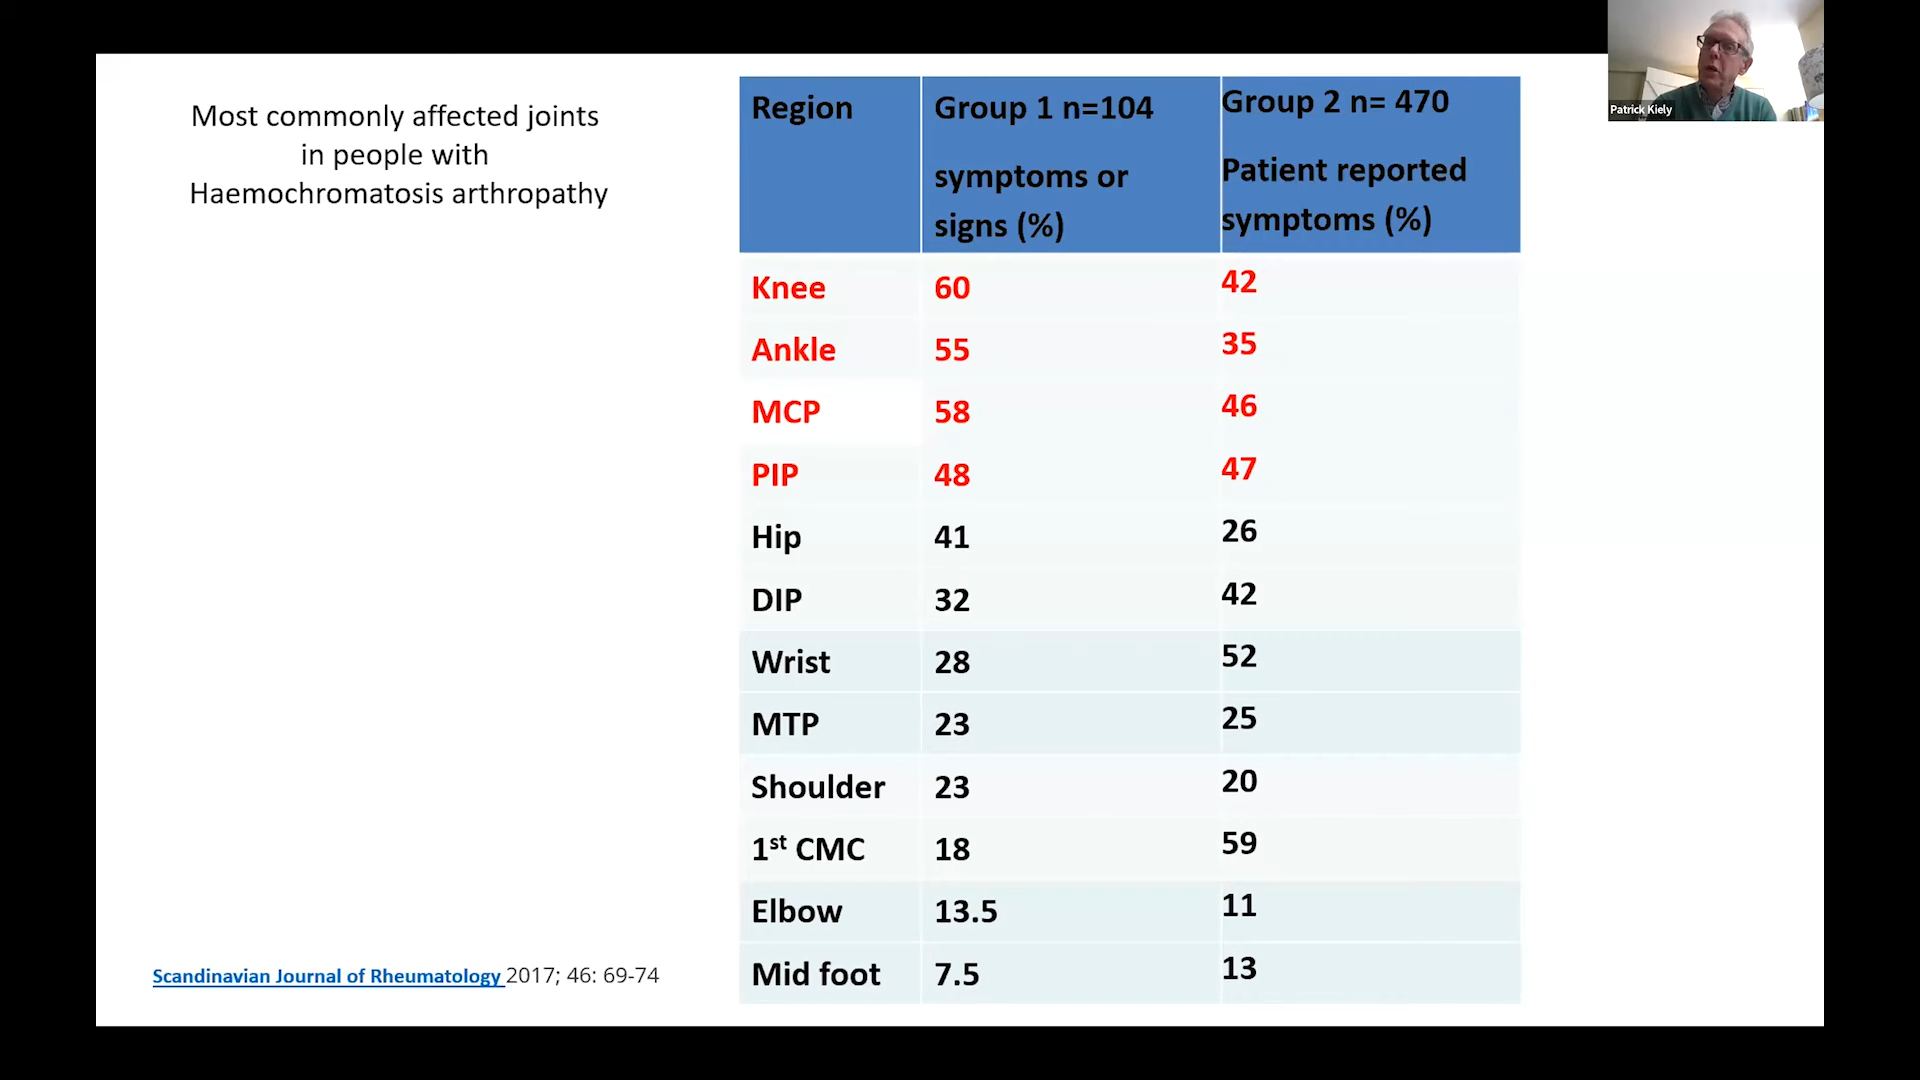 Most commonly affected joints
in people with
Haemochromatosis arthropathy
Region Group 1 n=104 Group 2 n= 470
symptoms or Patient reported
signs (%) symptoms (%)
Knee 60 42
Ankle 55 35
MCP 58 46
PIP 48 47
Hip 41 26
DIP 32 42
Wrist 28 52
MTP 23 25
Shoulder 23 20
1st CMC 18 59
Elbow 13.5 11
Mid foot 7.5 13
Scandinavian Journal of Rheumatology 2017; 46: 69-74
Patrick Kiely